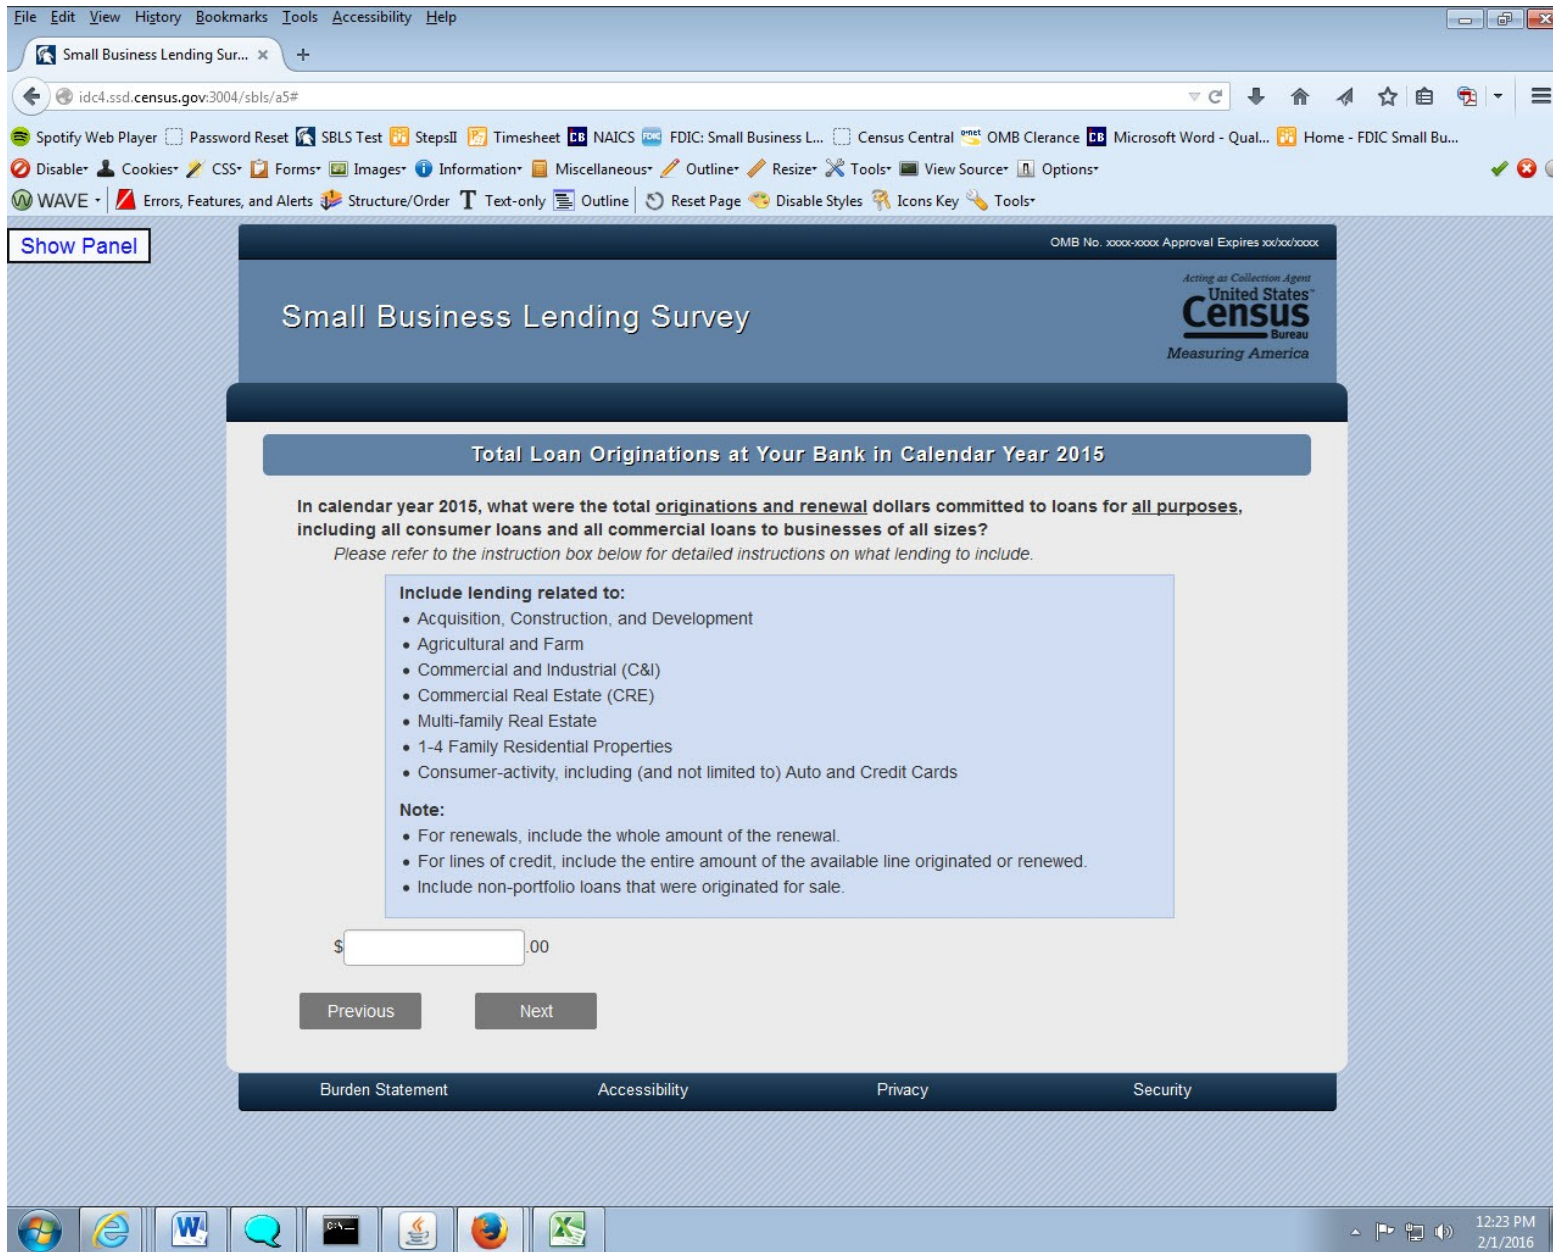 File Edit View History Bookmarks Tools Accessibility Help
Small Business Lending Sur...
idc4.ssd.census.gov:3004/sbls/a5#
Spotify Web Player Password Reset SBLS Test StepsII Timesheet CB NAICS FDIC FDIC: Small Business L... Census Central OMB Clerance CB Microsoft Word - Qual... Home - FDIC Small Bu...
Disable Cookies CSS Forms Images Information Miscellaneous Outline Resize Tools View Source Options
WAVE Errors, Features, and Alerts Structure/Order T Text-only Outline Reset Page Disable Styles Icons Key Tools
Show Panel
OMB No. xxxx-xxxx Approval Expires xx/xx/xxxx
Small Business Lending Survey
Acting as Collection Agent
United States™
Census
Bureau
Measuring America
Total Loan Originations at Your Bank in Calendar Year 2015
In calendar year 2015, what were the total originations and renewal dollars committed to loans for all purposes,
including all consumer loans and all commercial loans to businesses of all sizes?
Please refer to the instruction box below for detailed instructions on what lending to include.
Include lending related to:
• Acquisition, Construction, and Development
• Agricultural and Farm
• Commercial and Industrial (C&I)
• Commercial Real Estate (CRE)
• Multi-family Real Estate
• 1-4 Family Residential Properties
• Consumer-activity, including (and not limited to) Auto and Credit Cards
Note:
• For renewals, include the whole amount of the renewal.
• For lines of credit, include the entire amount of the available line originated or renewed.
• Include non-portfolio loans that were originated for sale.
$ .00
Previous Next
Burden Statement Accessibility Privacy Security
12:23 PM
2/1/2016